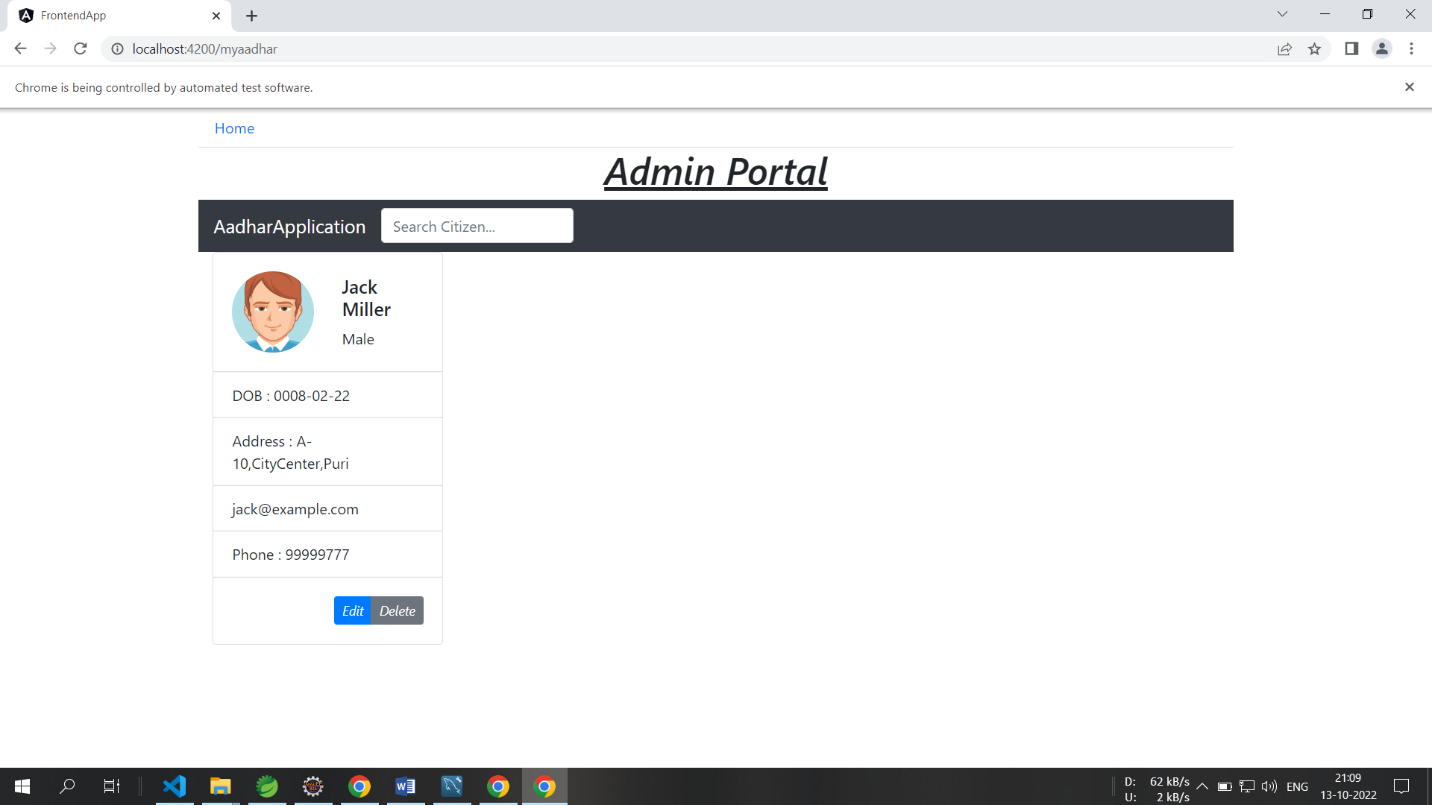 FrontendApp
localhost:4200/myaadhar
Chrome is being controlled by automated test software.
Home
Admin Portal
AadharApplication
Search Citizen...
Jack
Miller
Male
DOB : 0008-02-22
Address : A-
10,CityCenter,Puri
jack@example.com
Phone : 99999777
Edit
Delete
D: 62 kB/s
U: 2 kB/s
ENG
21:09
13-10-2022